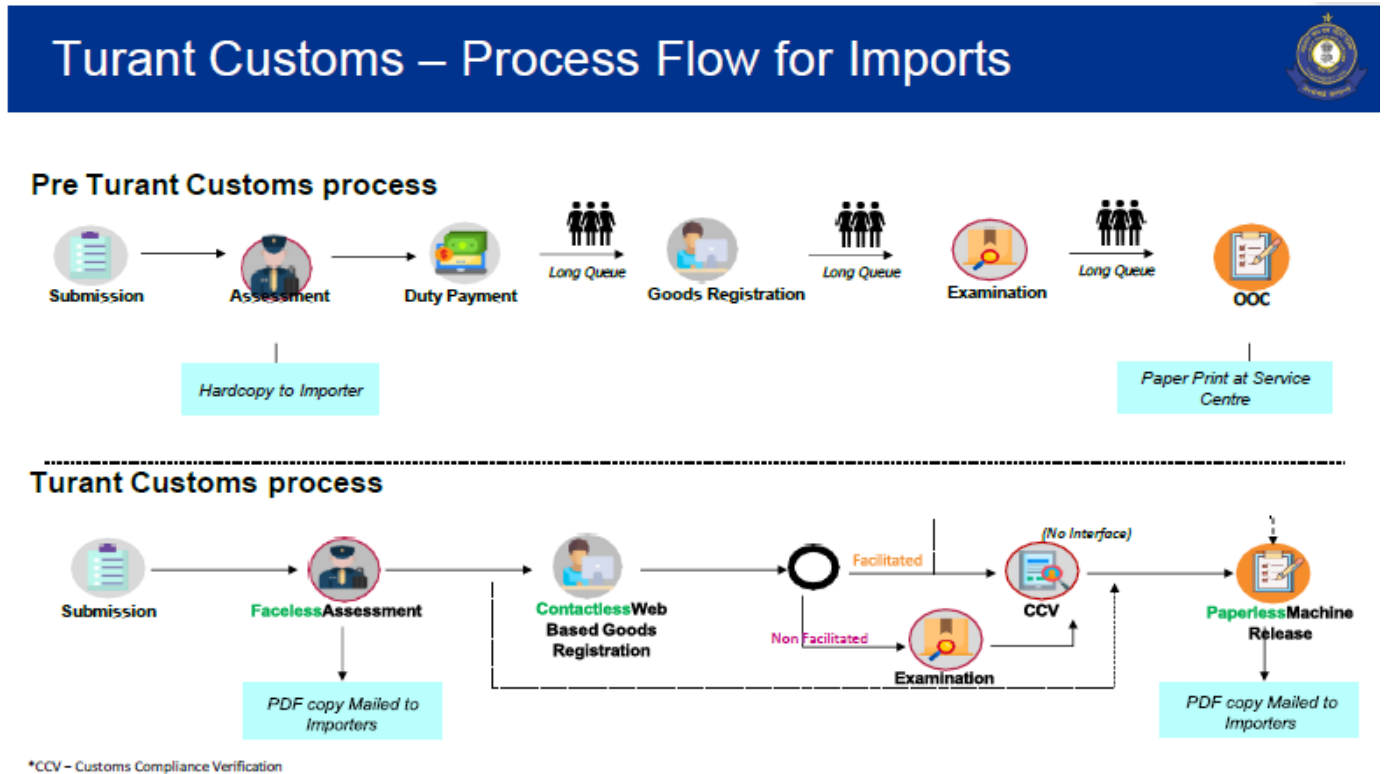 Turant Customs – Process Flow for Imports
Pre Turant Customs process
Long Queue
Long Queue
Long Queue
Submission
Assessment
Duty Payment
Goods Registration
Examination
OOC
Hardcopy to Importer
Paper Print at Service
Centre
Turant Customs process
(No Interface)
Facilitated
Submission
FacelessAssessment
ContactlessWeb
Based Goods
Registration
CCV
PaperlessMachine
Release
Non Facilitated
Examination
PDF copy Mailed to
Importers
PDF copy Mailed to
Importers
*CCV – Customs Compliance Verification